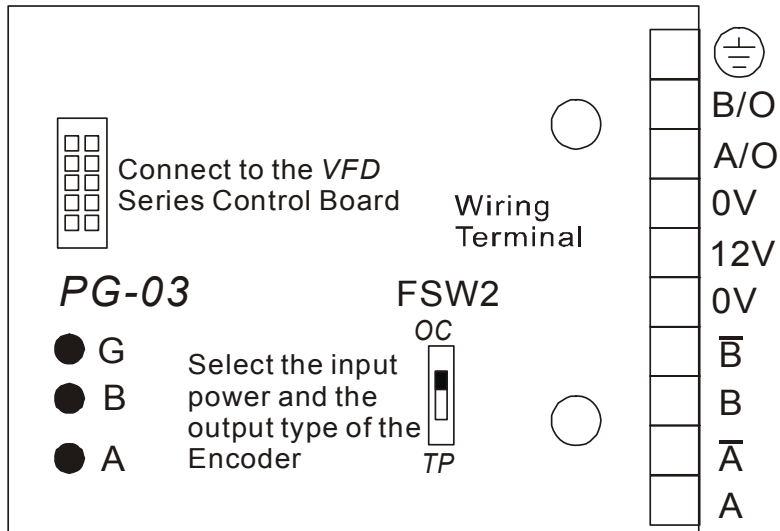 B/O
A/O
0V
12V
0V
B̅
B
A̅
A
Connect to the VFD
Series Control Board
Wiring
Terminal
PG-03
FSW2
OC
G
B
A
Select the input
power and the
output type of the
Encoder
TP